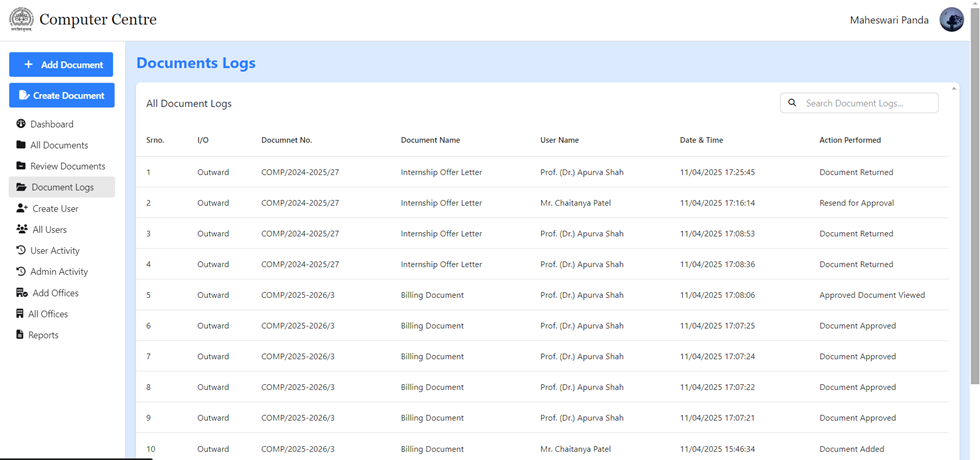 Computer Centre
Maheswari Panda
Add Document
Create Document
Dashboard
All Documents
Review Documents
Document Logs
Create User
All Users
User Activity
Admin Activity
Add Offices
All Offices
Reports
Documents Logs
All Document Logs
Search Document Logs...
Srno. I/O Documnet No. Document Name User Name Date & Time Action Performed
1 Outward COMP/2024-2025/27 Internship Offer Letter Prof. (Dr.) Apurva Shah 11/04/2025 17:25:45 Document Returned
2 Outward COMP/2024-2025/27 Internship Offer Letter Mr. Chaitanya Patel 11/04/2025 17:16:14 Resend for Approval
3 Outward COMP/2024-2025/27 Internship Offer Letter Prof. (Dr.) Apurva Shah 11/04/2025 17:08:53 Document Returned
4 Outward COMP/2024-2025/27 Internship Offer Letter Prof. (Dr.) Apurva Shah 11/04/2025 17:08:36 Document Returned
5 Outward COMP/2025-2026/3 Billing Document Prof. (Dr.) Apurva Shah 11/04/2025 17:08:06 Approved Document Viewed
6 Outward COMP/2025-2026/3 Billing Document Prof. (Dr.) Apurva Shah 11/04/2025 17:07:25 Document Approved
7 Outward COMP/2025-2026/3 Billing Document Prof. (Dr.) Apurva Shah 11/04/2025 17:07:24 Document Approved
8 Outward COMP/2025-2026/3 Billing Document Prof. (Dr.) Apurva Shah 11/04/2025 17:07:22 Document Approved
9 Outward COMP/2025-2026/3 Billing Document Prof. (Dr.) Apurva Shah 11/04/2025 17:07:21 Document Approved
10 Outward COMP/2025-2026/3 Billing Document Mr. Chaitanya Patel 11/04/2025 15:46:34 Document Added